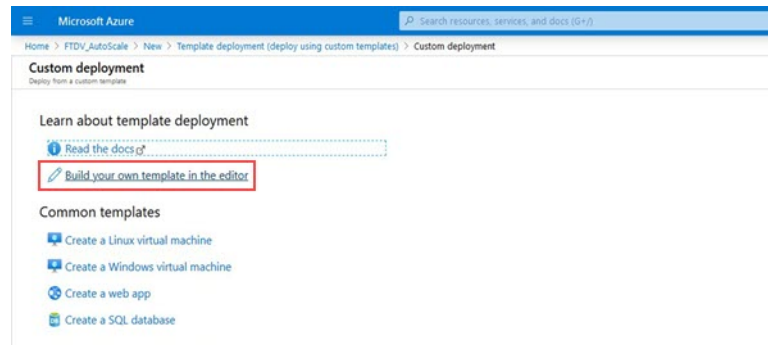 Microsoft Azure
Search resources, services, and docs (G+/)
Home > FTDV_AutoScale > New > Template deployment (deploy using custom templates) > Custom deployment
Custom deployment
Deploy from a custom template
Learn about template deployment
Read the docs
Build your own template in the editor
Common templates
Create a Linux virtual machine
Create a Windows virtual machine
Create a web app
Create a SQL database